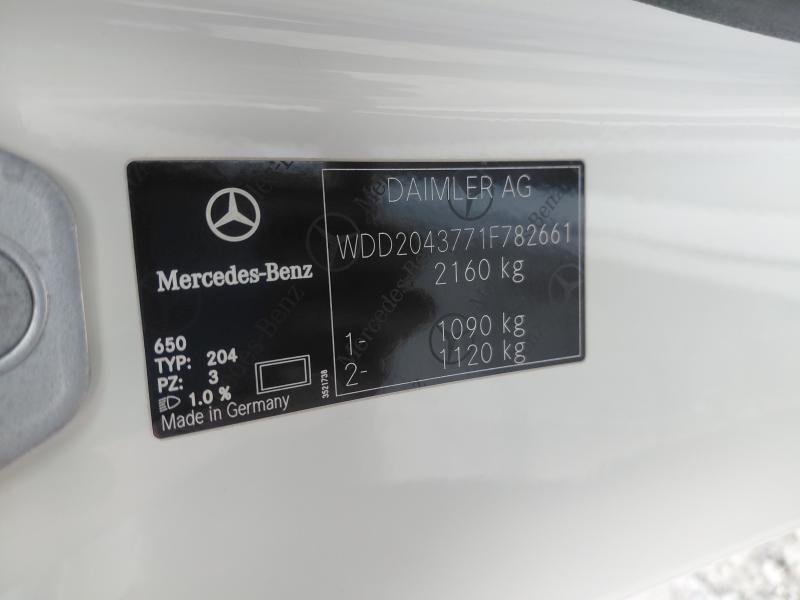 Mercedes-Benz
650
TYP: 204
PZ: 3
1.0 %
Made in Germany
3521738
DAIMLER AG
WDD2043771F782661
2160 kg
1- 1090 kg
2- 1120 kg